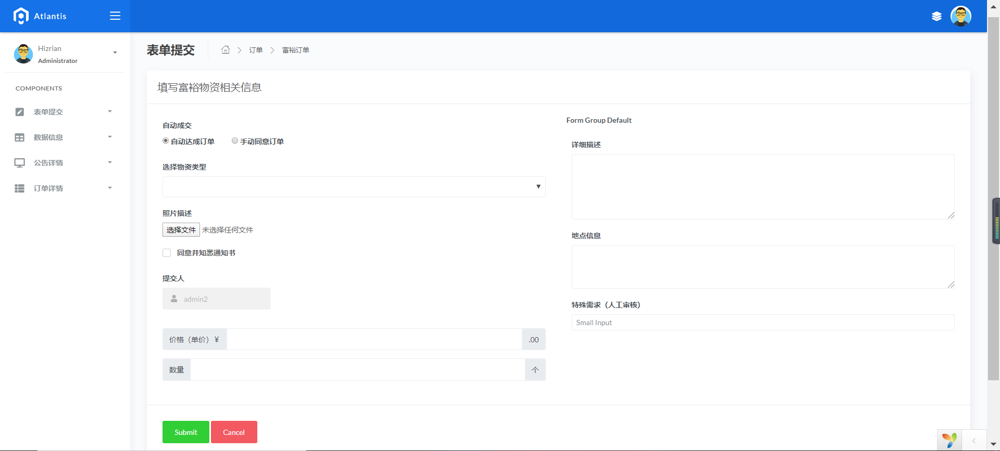 Atlantis
Hizrian
Administrator
COMPONENTS
表单提交
数据信息
公告详情
订单详情
表单提交
订单
富裕订单
填写富裕物资相关信息
自动成交
自动达成订单 手动同意订单
选择物资类型
照片描述
选择文件 未选择任何文件
同意并知悉通知书
提交人
admin2
价格（单价）￥ .00
数量 个
Form Group Default
详细描述
地点信息
特殊需求（人工审核）
Small Input
Submit Cancel